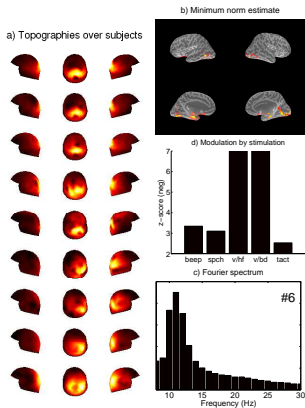 b) Minimum norm estimate
a) Topographies over subjects
d) Modulation by stimulation
7
6
5
4
3
2
z−score (neg)
beep spch v/hf v/bd tact
c) Fourier spectrum
#6
10 15 20 25 30
Frequency (Hz)